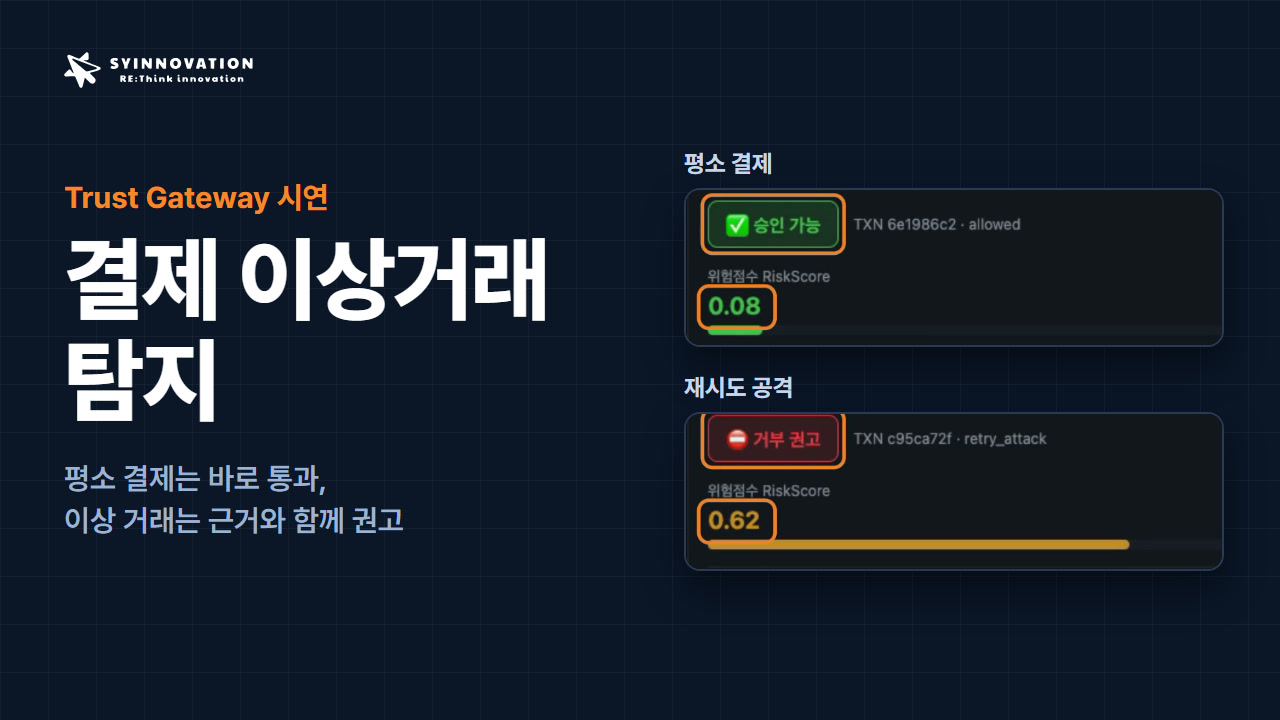 SYINNOVATION
RE:Think innovation
Trust Gateway 시연
결제 이상거래
탐지
평소 결제는 바로 통과,
이상 거래는 근거와 함께 권고
평소 결제
✅ 승인 가능 TXN 6e1986c2 · allowed
위험점수 RiskScore
0.08
재시도 공격
⛔ 거부 권고 TXN c95ca72f · retry_attack
위험점수 RiskScore
0.62